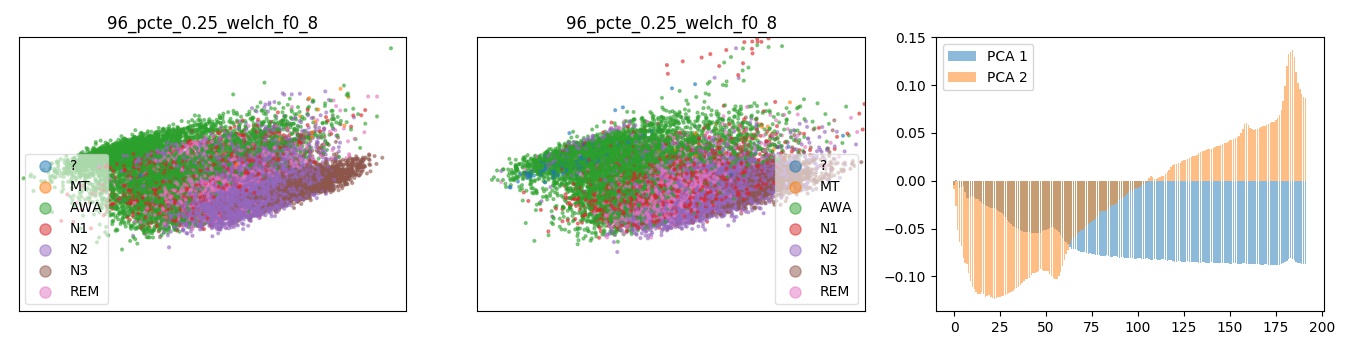 96_pcte_0.25_welch_f0_8
?
MT
AWA
N1
N2
N3
REM
96_pcte_0.25_welch_f0_8
?
MT
AWA
N1
N2
N3
REM
PCA 1
PCA 2
0.15
0.10
0.05
0.00
−0.05
−0.10
0 25 50 75 100 125 150 175 200